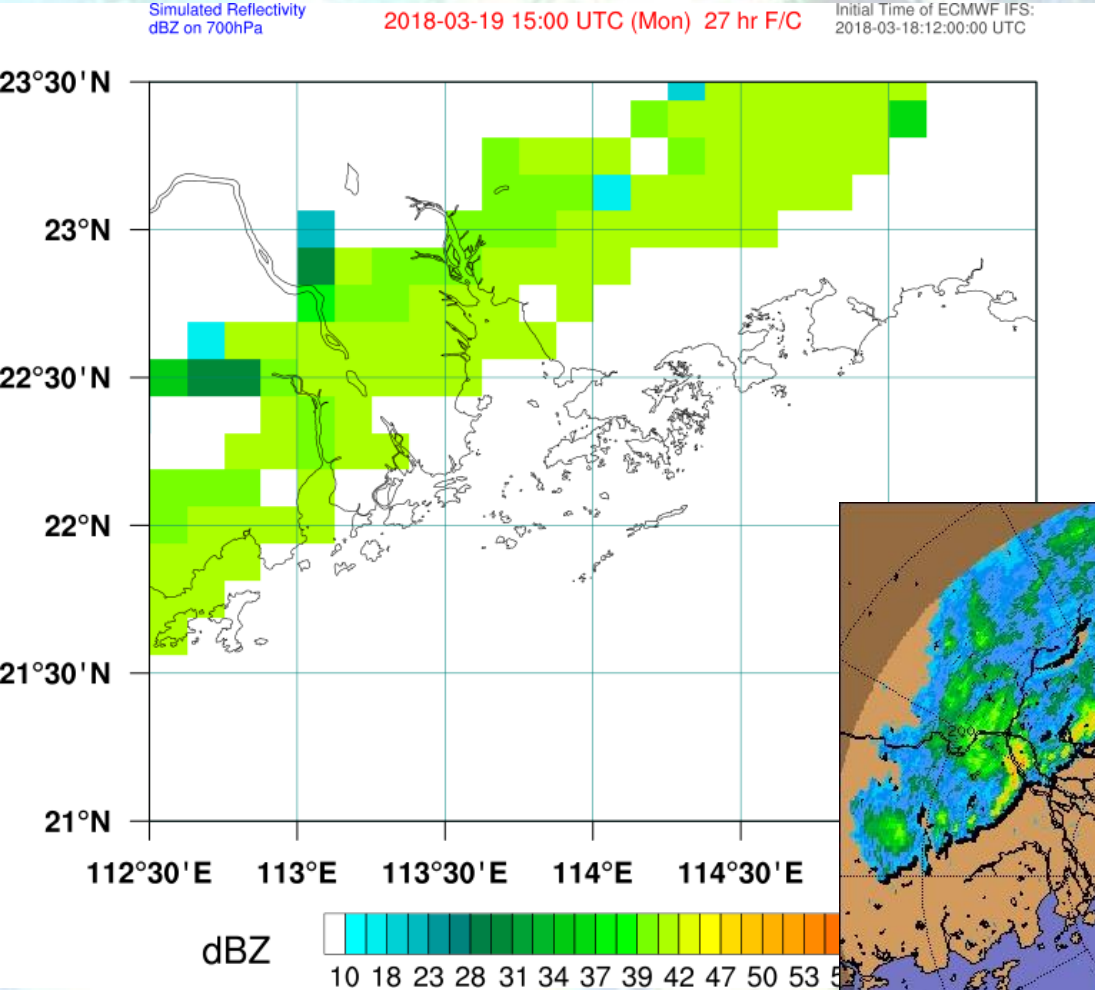 Simulated Reflectivity
dBZ on 700hPa
2018-03-19 15:00 UTC (Mon) 27 hr F/C
Initial Time of ECMWF IFS:
2018-03-18:12:00:00 UTC
23°30'N
23°N
22°30'N
22°N
21°30'N
21°N
112°30'E 113°E 113°30'E 114°E 114°30'E
dBZ
10 18 23 28 31 34 37 39 42 47 50 53
200